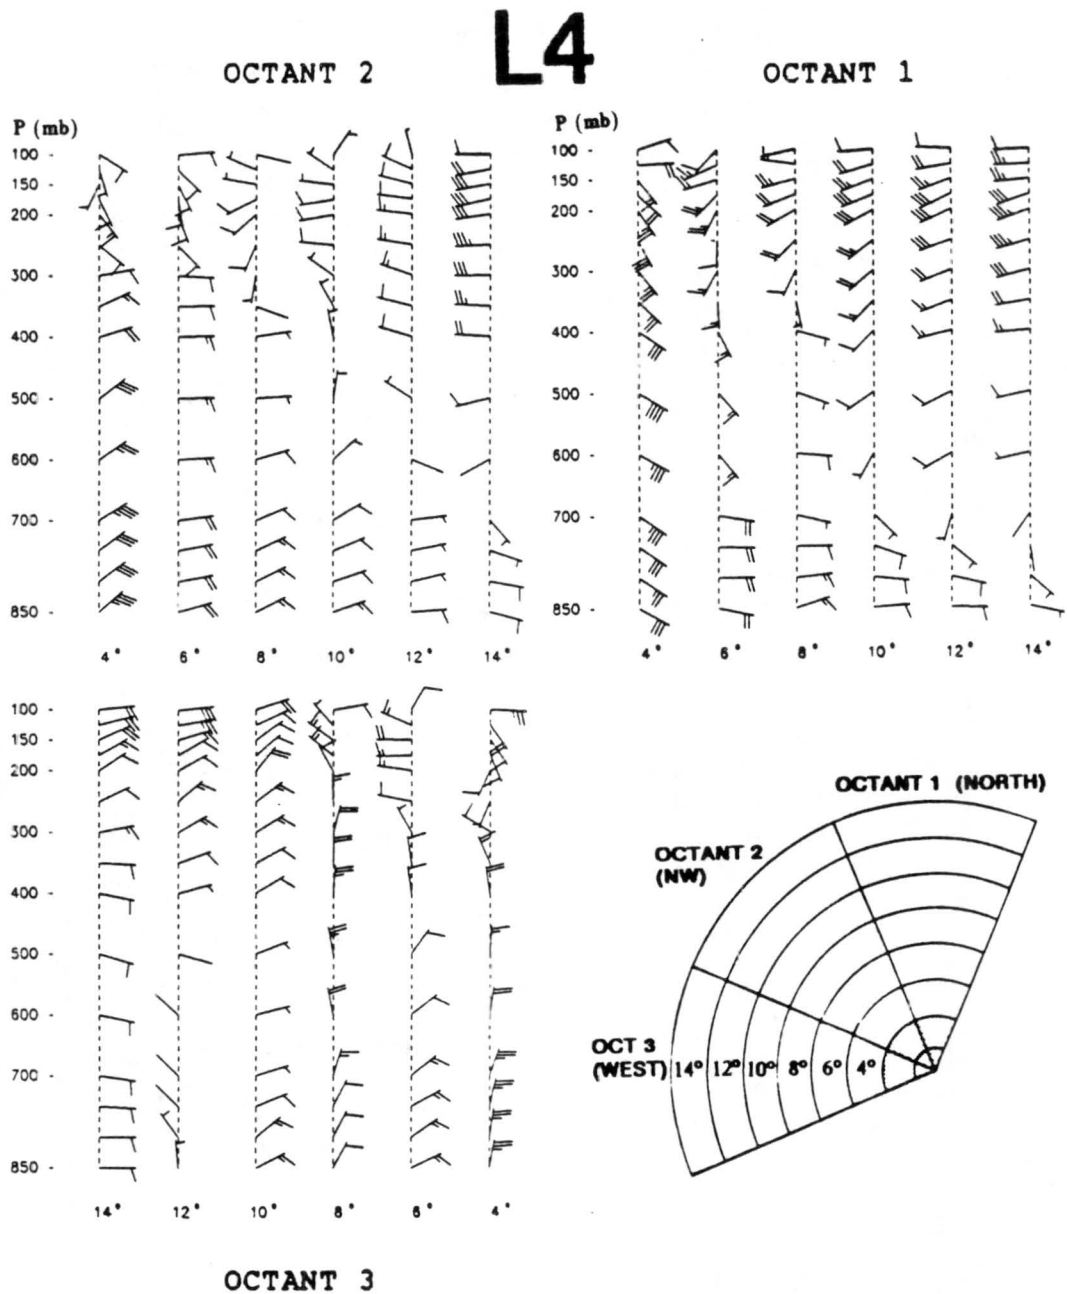 L4
OCTANT 2
OCTANT 1
P (mb)
100 -
150 -
200 -
300 -
400 -
500 -
600 -
700 -
850 -
4° 6° 8° 10° 12° 14°
P (mb)
100 -
150 -
200 -
300 -
400 -
500 -
600 -
700 -
850 -
4° 6° 8° 10° 12° 14°
100 -
150 -
200 -
300 -
400 -
500 -
600 -
700 -
850 -
14° 12° 10° 8° 6° 4°
OCTANT 3
OCTANT 1 (NORTH)
OCTANT 2
(NW)
OCT 3
(WEST) 14° 12° 10° 8° 6° 4°